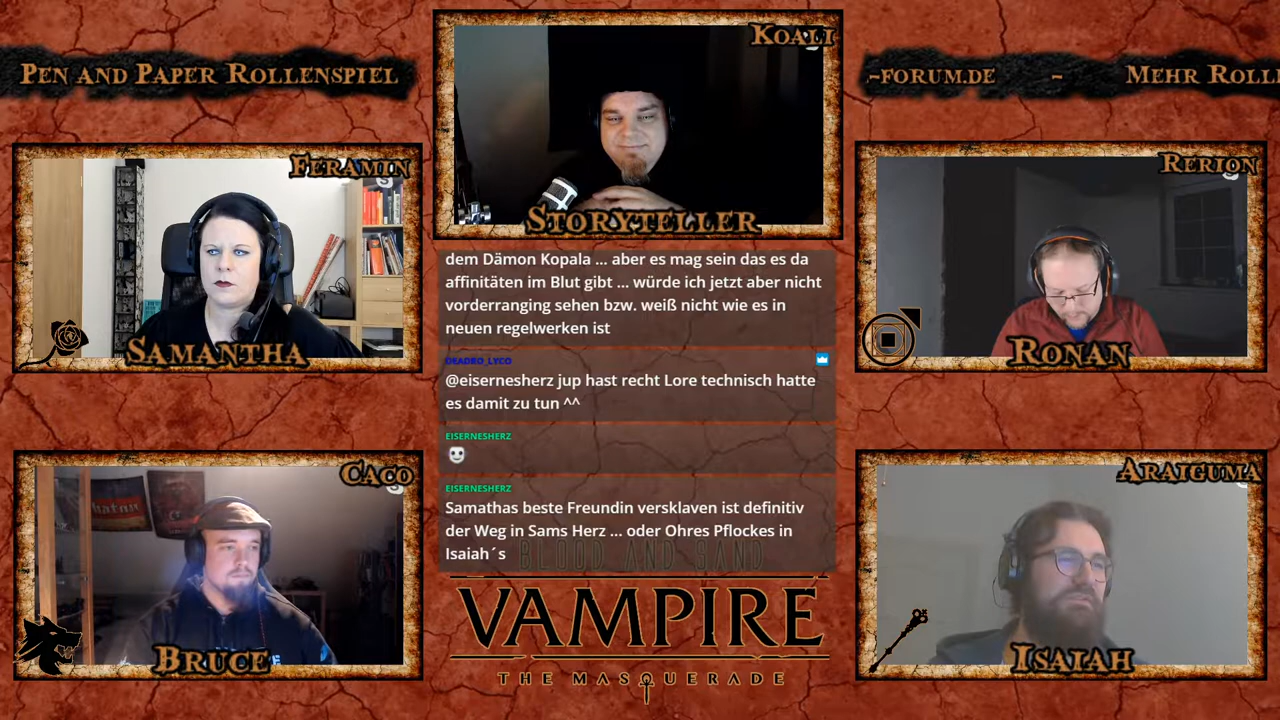 Pen and Paper Rollenspiel
Koali
-forum.de - Mehr Roll
Storyteller
Feramin
Samantha
Rerion
Ronan
dem Dämon Kopala ... aber es mag sein das es da
affinitäten im Blut gibt ... würde ich jetzt aber nicht
vorderranging sehen bzw. weiß nicht wie es in
neuen regelwerken ist
DEADRO_LYCO
@eisernesherz jup hast recht Lore technisch hatte
es damit zu tun ^^
EISERNESHERZ
EISERNESHERZ
Samathas beste Freundin versklaven ist definitiv
der Weg in Sams Herz ... oder Ohres Pflockes in
Isaiah´s
Caco
Bruce
Araiguma
Isaiah
BLOOD AND SAND
VAMPIRE
THE MASQUERADE